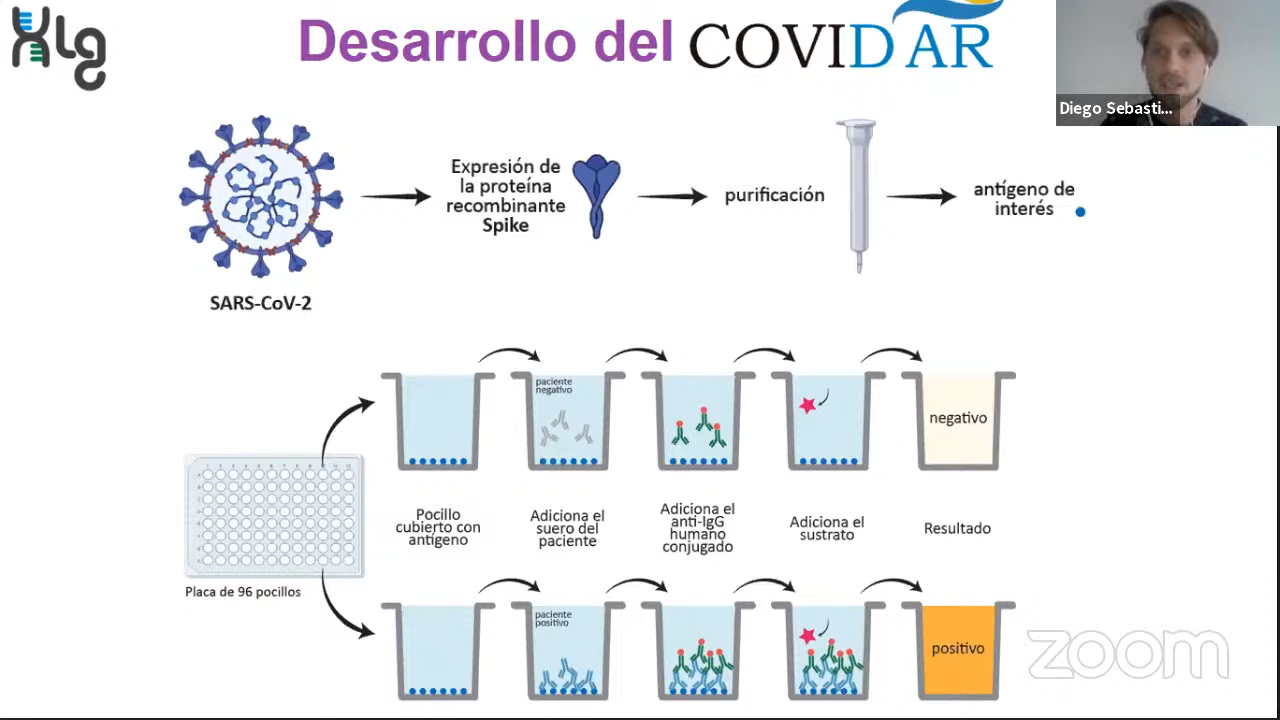 xlg
Desarrollo del COVIDAR
Diego Sebasti...
Expresión de
la proteína
recombinante
Spike
purificación
antígeno de
interés
SARS-CoV-2
paciente
negativo
negativo
Pocillo
cubierto con
antígeno
Adiciona el
suero del
paciente
Adiciona el
anti-IgG
humano
conjugado
Adiciona el
sustrato
Resultado
Placa de 96 pocillos
paciente
positivo
positivo
zoom